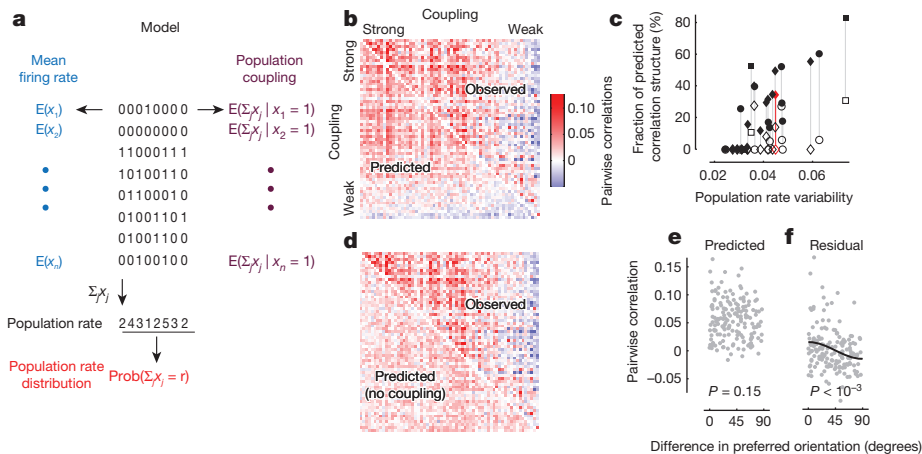 a
Model
Mean
firing rate
Population
coupling
E(x₁)
00010000
E(Σⱼxⱼ | x₁ = 1)
E(x₂)
00000000
E(Σⱼxⱼ | x₂ = 1)
11000111
10100110
01100010
01001101
01001100
E(xₙ)
00100100
E(Σⱼxⱼ | xₙ = 1)
Σⱼxⱼ
Population rate
24312532
Population rate
distribution
Prob(Σⱼxⱼ = r)
b
Coupling
Strong
Weak
Strong
Coupling
Weak
Observed
Predicted
0.10
0.05
0
Pairwise correlations
c
Fraction of predicted
correlation structure (%)
80
60
40
20
0
0.02
0.04
0.06
Population rate variability
d
Observed
Predicted
(no coupling)
e
Predicted
f
Residual
Pairwise correlation
0.15
0.10
0.05
0
−0.05
P = 0.15
P < 10⁻³
0
45
90
0
45
90
Difference in preferred orientation (degrees)